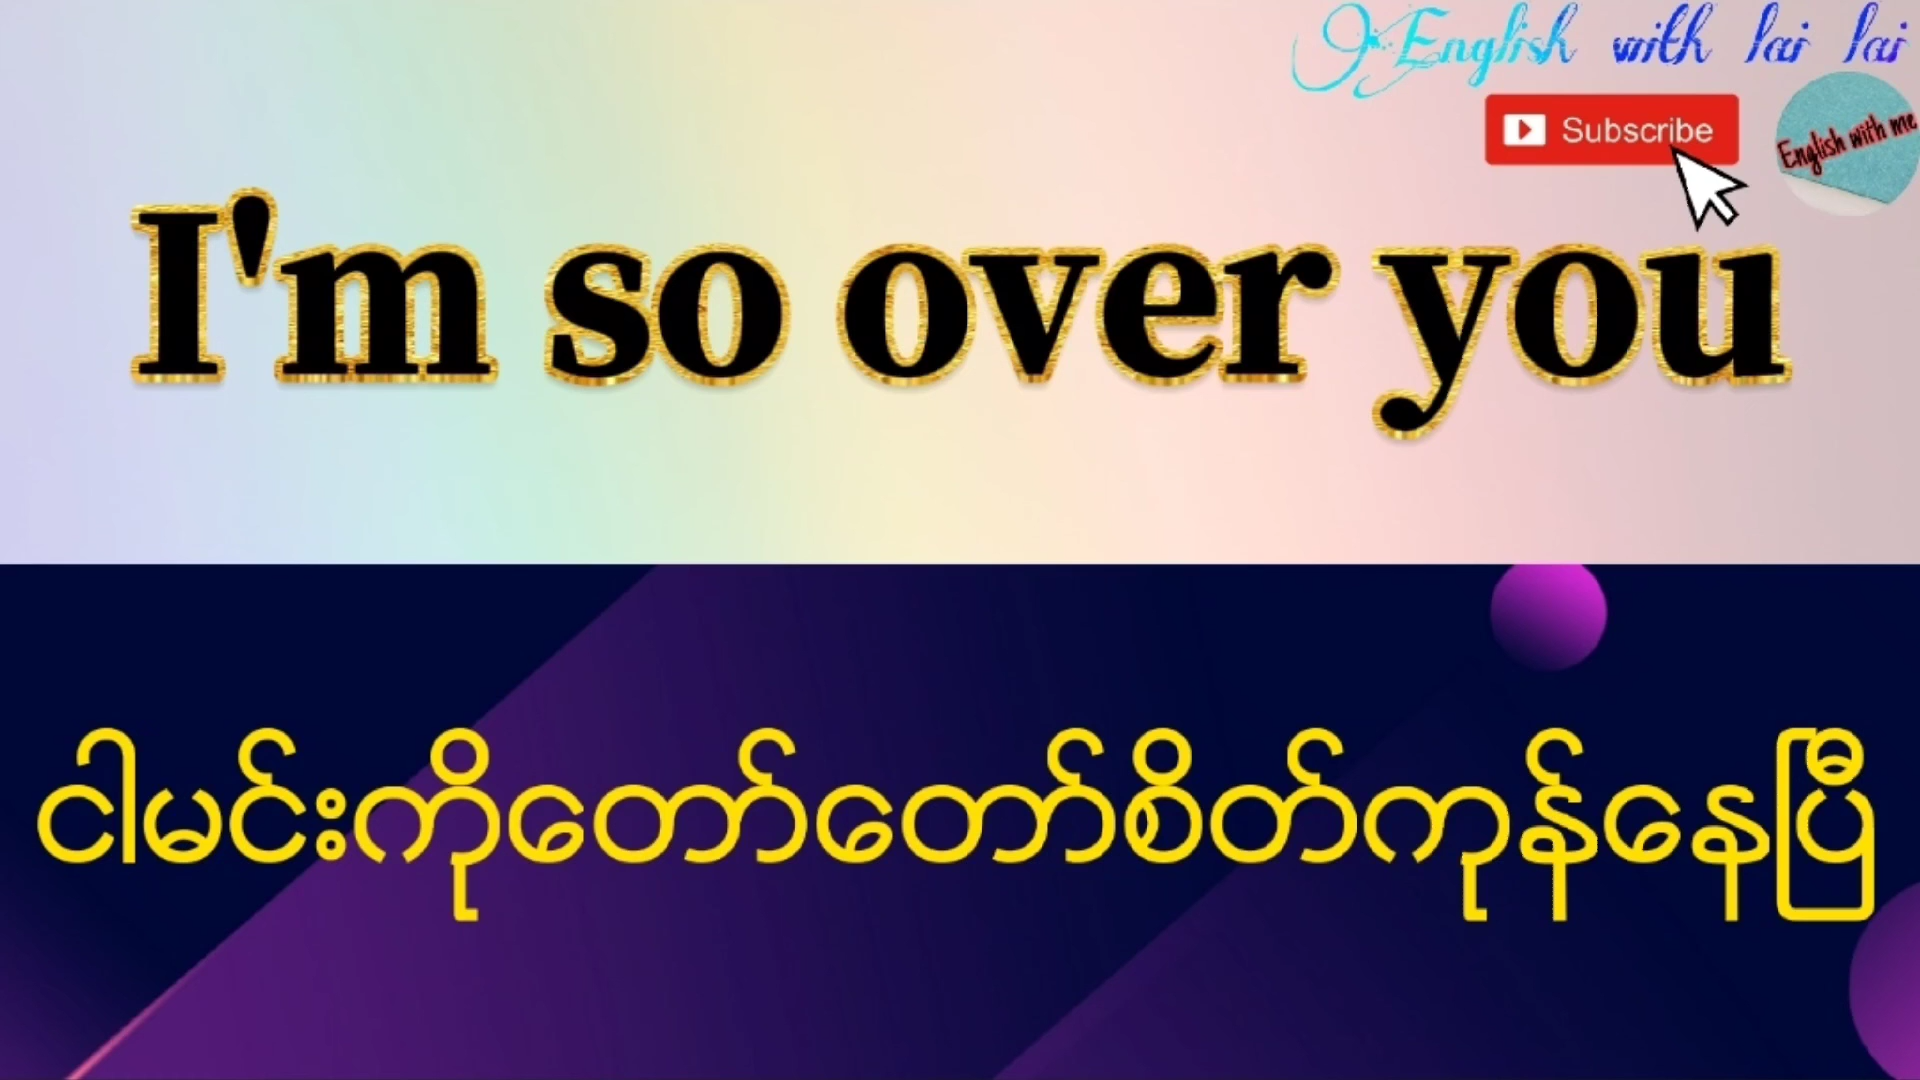 English with lai lai
Subscribe
English with me
I'm so over you
ငါမင်းကိုတော်တော်စိတ်ကုန်နေပြီ